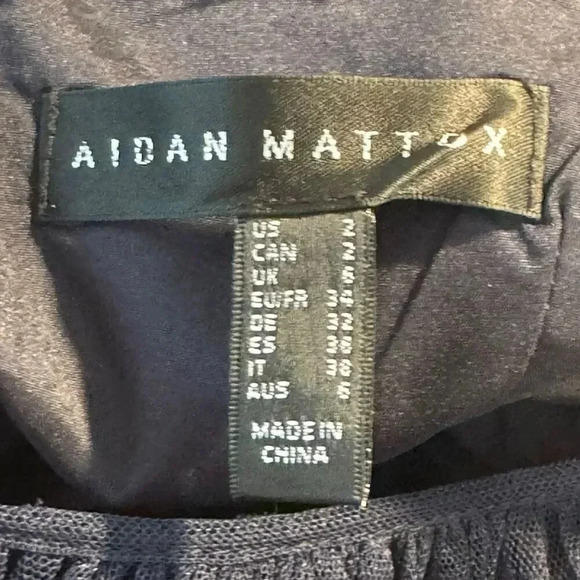 AIDAN MATTOX
US 2
CAN 2
UK 6
EU/FR 34
DE 32
ES 36
IT 38
AUS 6
MADE IN
CHINA